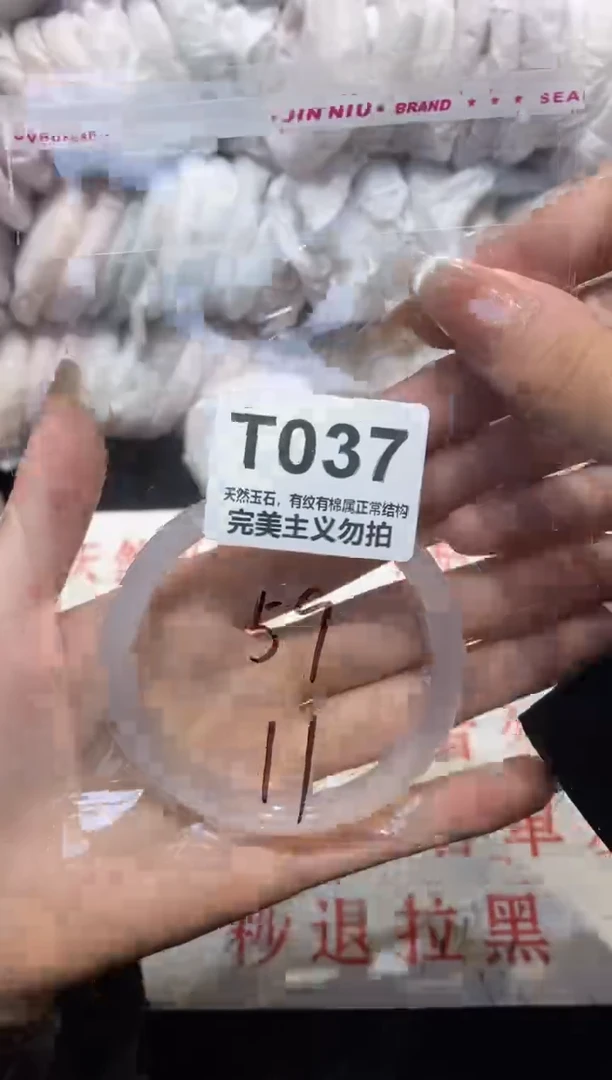 JIN NIU • BRAND * * * SEA
T037
天然玉石，有纹有棉属正常结构
完美主义勿拍
59
11
秒退拉黑